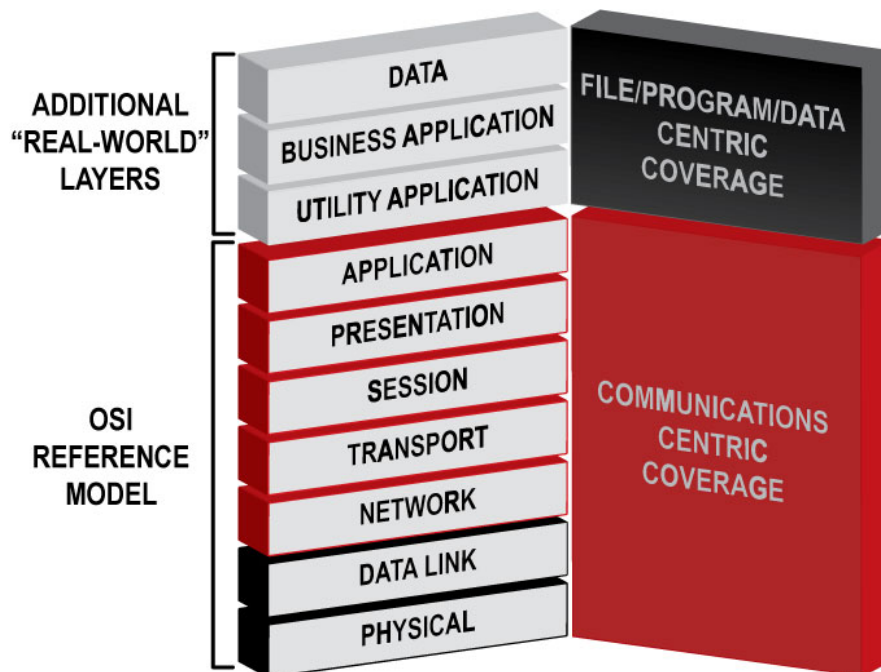 ADDITIONAL
“REAL-WORLD”
LAYERS
DATA
BUSINESS APPLICATION
UTILITY APPLICATION
FILE/PROGRAM/DATA
CENTRIC
COVERAGE
OSI
REFERENCE
MODEL
APPLICATION
PRESENTATION
SESSION
TRANSPORT
NETWORK
DATA LINK
PHYSICAL
COMMUNICATIONS
CENTRIC
COVERAGE